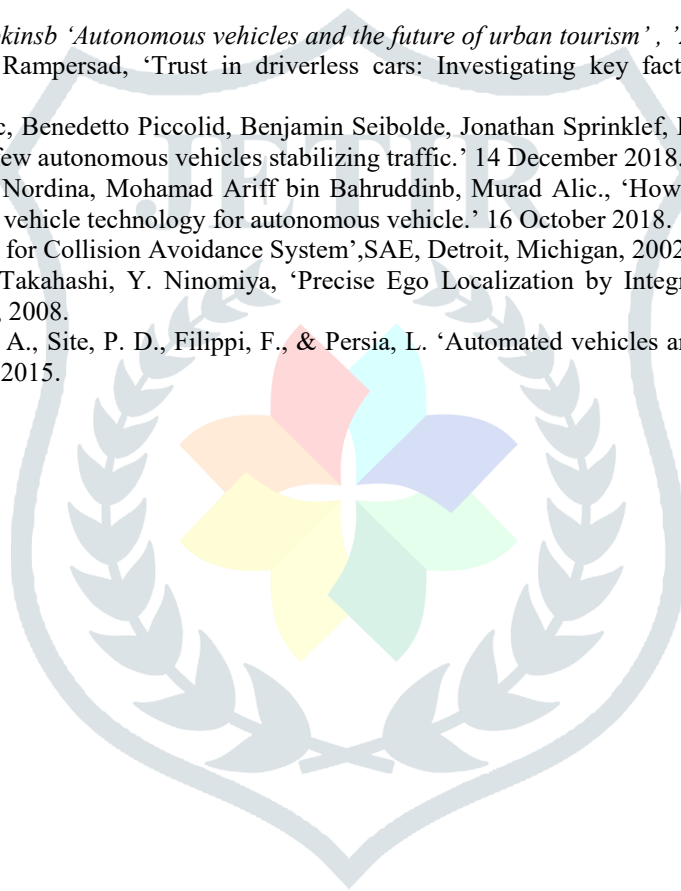 kinsb ‘Autonomous vehicles and the future of urban tourism’ , ’
Rampersad, ‘Trust in driverless cars: Investigating key fact
c, Benedetto Piccolid, Benjamin Seibolde, Jonathan Sprinklef,
few autonomous vehicles stabilizing traffic.’ 14 December 2018.
Nordina, Mohamad Ariff bin Bahruddinb, Murad Alic., ‘How
vehicle technology for autonomous vehicle.’ 16 October 2018.
for Collision Avoidance System’,SAE, Detroit, Michigan, 2002
Takahashi, Y. Ninomiya, ‘Precise Ego Localization by Integr
, 2008.
A., Site, P. D., Filippi, F., & Persia, L. ‘Automated vehicles a
2015.
JETIR